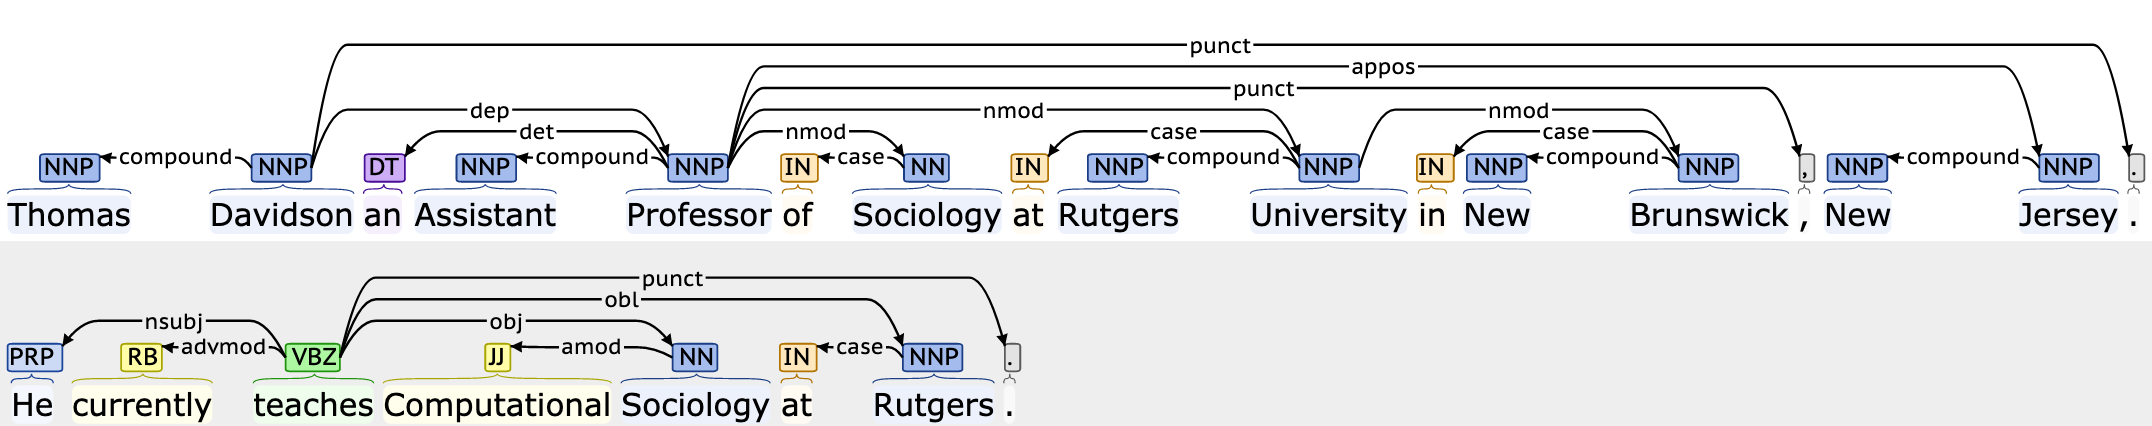 punct
appos
punct
dep nmod nmod
det nmod case case
NNP compound NNP DT NNP compound NNP IN case NN IN NNP compound NNP IN NNP compound NNP , NNP compound NNP .
Thomas Davidson an Assistant Professor of Sociology at Rutgers University in New Brunswick , New Jersey .
punct
obl
nsubj obj
PRP RB advmod VBZ JJ amod NN IN case NNP .
He currently teaches Computational Sociology at Rutgers .